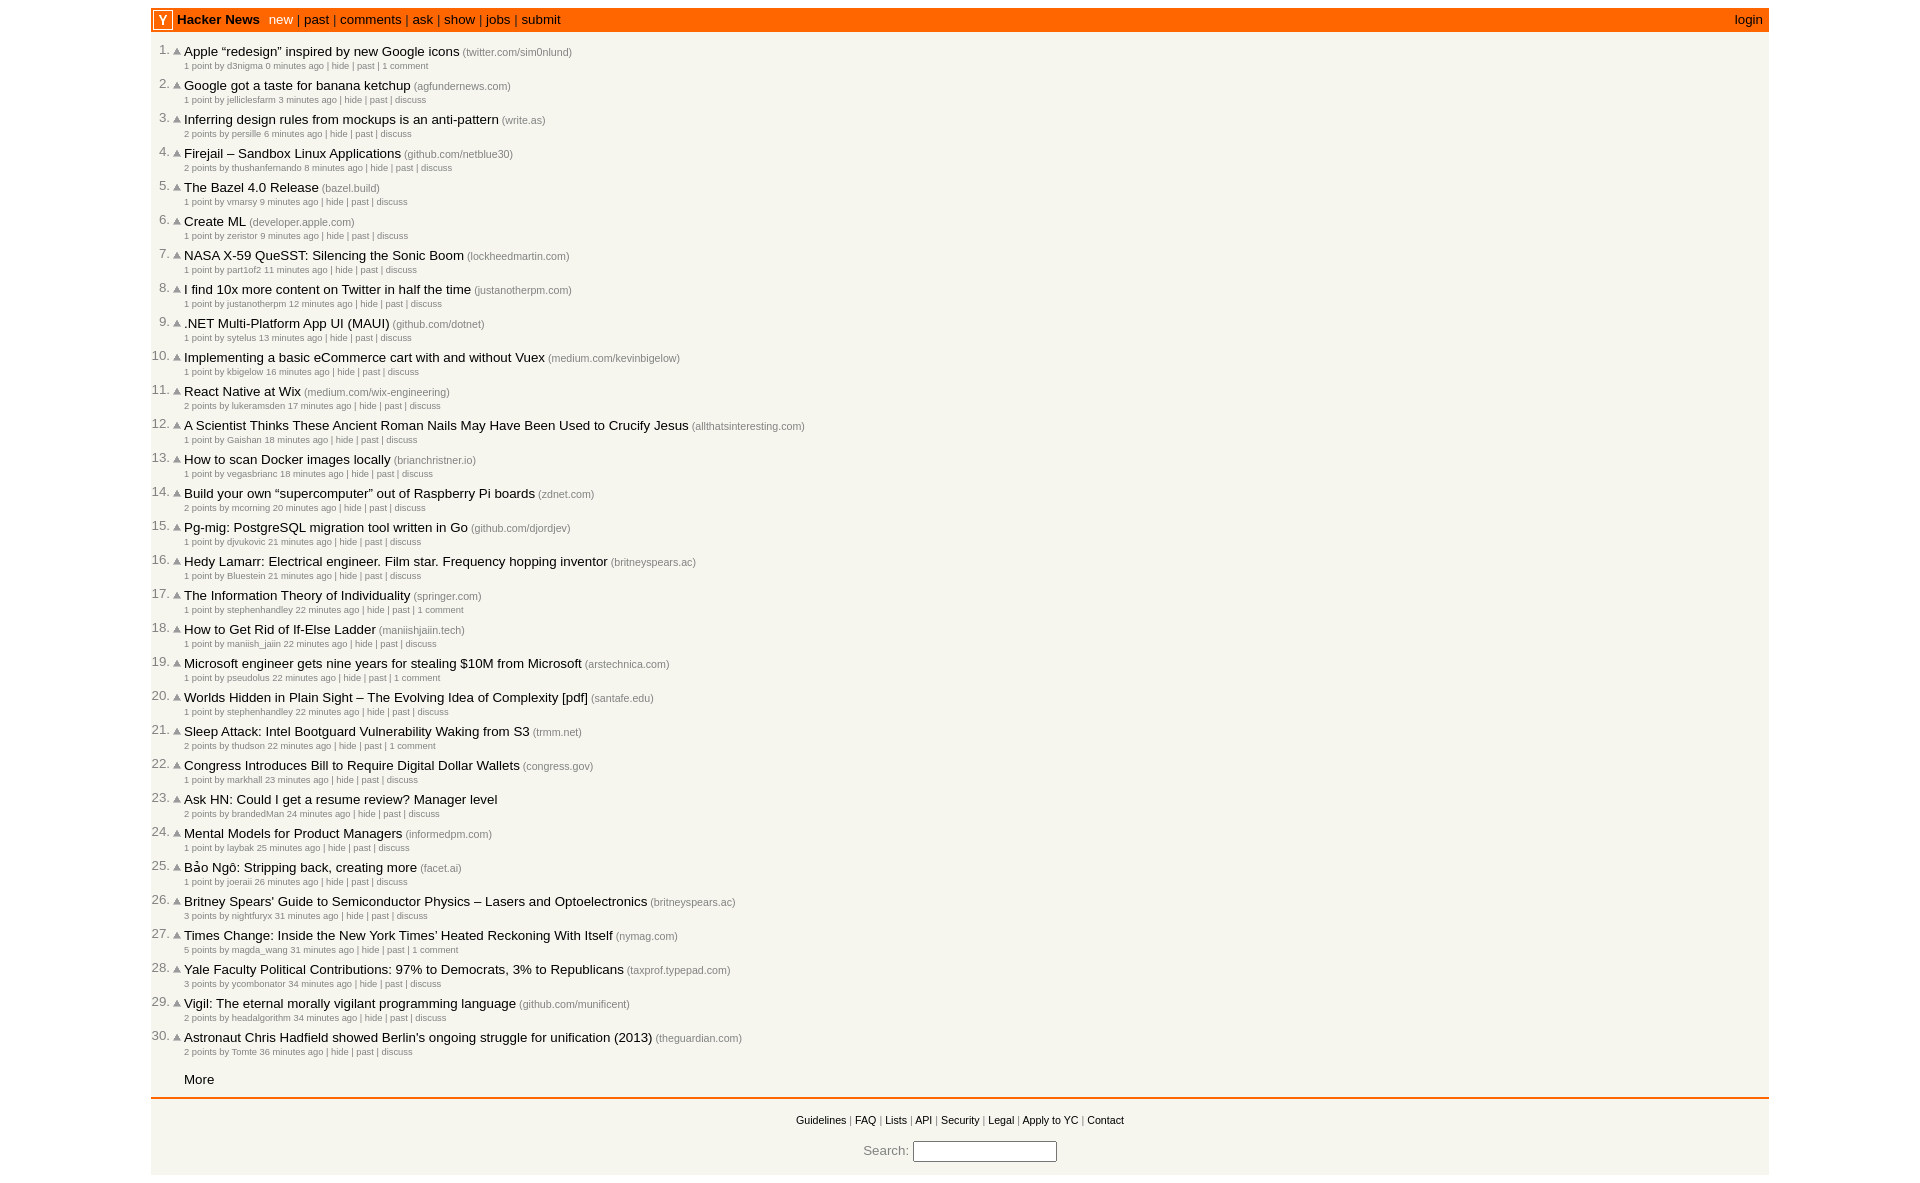 Y Hacker News new | past | comments | ask | show | jobs | submit login
1. Apple “redesign” inspired by new Google icons (twitter.com/sim0nlund)
1 point by d3nigma 0 minutes ago | hide | past | 1 comment
2. Google got a taste for banana ketchup (agfundernews.com)
1 point by jelliclesfarm 3 minutes ago | hide | past | discuss
3. Inferring design rules from mockups is an anti-pattern (write.as)
2 points by persille 6 minutes ago | hide | past | discuss
4. Firejail – Sandbox Linux Applications (github.com/netblue30)
2 points by thushanfernando 8 minutes ago | hide | past | discuss
5. The Bazel 4.0 Release (bazel.build)
1 point by vmarsy 9 minutes ago | hide | past | discuss
6. Create ML (developer.apple.com)
1 point by zeristor 9 minutes ago | hide | past | discuss
7. NASA X-59 QueSST: Silencing the Sonic Boom (lockheedmartin.com)
1 point by part1of2 11 minutes ago | hide | past | discuss
8. I find 10x more content on Twitter in half the time (justanotherpm.com)
1 point by justanotherpm 12 minutes ago | hide | past | discuss
9. .NET Multi-Platform App UI (MAUI) (github.com/dotnet)
1 point by sytelus 13 minutes ago | hide | past | discuss
10. Implementing a basic eCommerce cart with and without Vuex (medium.com/kevinbigelow)
1 point by kbigelow 16 minutes ago | hide | past | discuss
11. React Native at Wix (medium.com/wix-engineering)
2 points by lukeramsden 17 minutes ago | hide | past | discuss
12. A Scientist Thinks These Ancient Roman Nails May Have Been Used to Crucify Jesus (allthatsinteresting.com)
1 point by Gaishan 18 minutes ago | hide | past | discuss
13. How to scan Docker images locally (brianchristner.io)
1 point by vegasbrianc 18 minutes ago | hide | past | discuss
14. Build your own “supercomputer” out of Raspberry Pi boards (zdnet.com)
2 points by mcorning 20 minutes ago | hide | past | discuss
15. Pg-mig: PostgreSQL migration tool written in Go (github.com/djordjev)
1 point by djvukovic 21 minutes ago | hide | past | discuss
16. Hedy Lamarr: Electrical engineer. Film star. Frequency hopping inventor (britneyspears.ac)
1 point by Bluestein 21 minutes ago | hide | past | discuss
17. The Information Theory of Individuality (springer.com)
1 point by stephenhandley 22 minutes ago | hide | past | 1 comment
18. How to Get Rid of If-Else Ladder (maniishjaiin.tech)
1 point by maniish_jaiin 22 minutes ago | hide | past | discuss
19. Microsoft engineer gets nine years for stealing $10M from Microsoft (arstechnica.com)
1 point by pseudolus 22 minutes ago | hide | past | 1 comment
20. Worlds Hidden in Plain Sight – The Evolving Idea of Complexity [pdf] (santafe.edu)
1 point by stephenhandley 22 minutes ago | hide | past | discuss
21. Sleep Attack: Intel Bootguard Vulnerability Waking from S3 (trmm.net)
2 points by thudson 22 minutes ago | hide | past | 1 comment
22. Congress Introduces Bill to Require Digital Dollar Wallets (congress.gov)
1 point by markhall 23 minutes ago | hide | past | discuss
23. Ask HN: Could I get a resume review? Manager level
2 points by brandedMan 24 minutes ago | hide | past | discuss
24. Mental Models for Product Managers (informedpm.com)
1 point by laybak 25 minutes ago | hide | past | discuss
25. Bảo Ngô: Stripping back, creating more (facet.ai)
1 point by joeraii 26 minutes ago | hide | past | discuss
26. Britney Spears' Guide to Semiconductor Physics – Lasers and Optoelectronics (britneyspears.ac)
3 points by nightfuryx 31 minutes ago | hide | past | discuss
27. Times Change: Inside the New York Times’ Heated Reckoning With Itself (nymag.com)
5 points by magda_wang 31 minutes ago | hide | past | 1 comment
28. Yale Faculty Political Contributions: 97% to Democrats, 3% to Republicans (taxprof.typepad.com)
3 points by ycombonator 34 minutes ago | hide | past | discuss
29. Vigil: The eternal morally vigilant programming language (github.com/munificent)
2 points by headalgorithm 34 minutes ago | hide | past | discuss
30. Astronaut Chris Hadfield showed Berlin's ongoing struggle for unification (2013) (theguardian.com)
2 points by Tomte 36 minutes ago | hide | past | discuss
More
Guidelines | FAQ | Lists | API | Security | Legal | Apply to YC | Contact
Search: